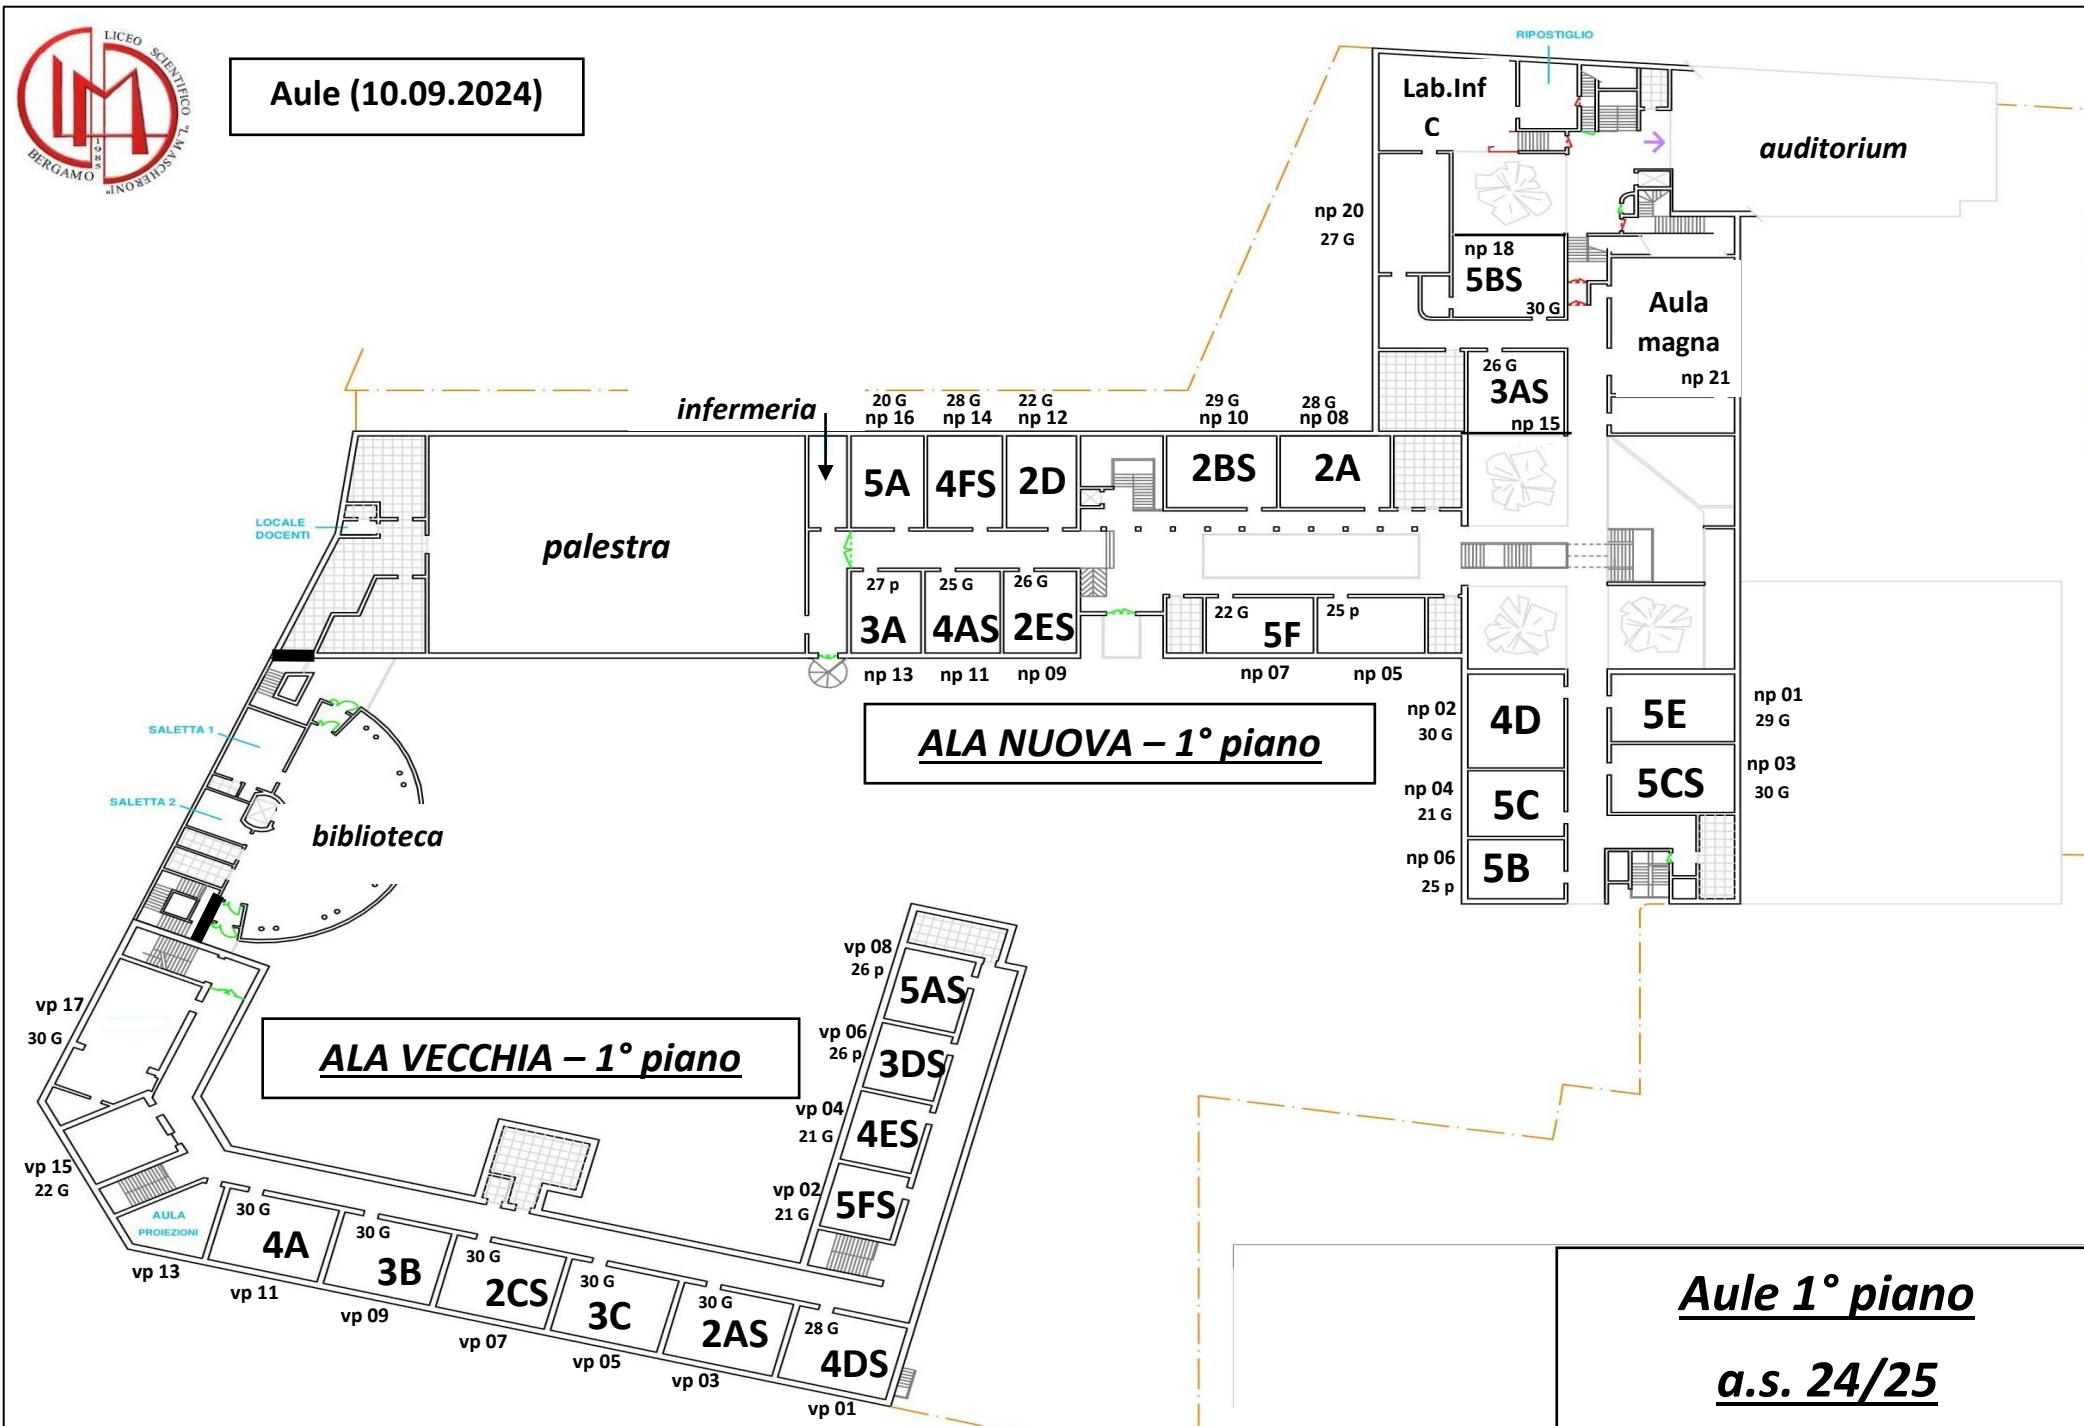 LICEO SCIENTIFICO "L.MASCHERONI"
BERGAMO
1985
Aule (10.09.2024)
RIPOSTIGLIO
Lab.Inf
C
auditorium
np 20
27 G
np 18
5BS
30 G
Aula
magna
np 21
26 G
3AS
np 15
infermeria
20 G
np 16
28 G
np 14
22 G
np 12
29 G
np 10
28 G
np 08
5A
4FS
2D
2BS
2A
LOCALE
DOCENTI
palestra
27 p
3A
np 13
25 G
4AS
np 11
26 G
2ES
np 09
22 G
5F
np 07
25 p
np 05
ALA NUOVA – 1° piano
np 02
30 G
4D
5E
np 01
29 G
np 04
21 G
5C
5CS
np 03
30 G
np 06
25 p
5B
SALETTA 1
SALETTA 2
biblioteca
vp 08
26 p
5AS
vp 06
26 p
3DS
vp 04
21 G
4ES
vp 02
21 G
5FS
vp 17
30 G
ALA VECCHIA – 1° piano
vp 15
22 G
AULA
PROIEZIONI
vp 13
30 G
4A
vp 11
30 G
3B
vp 09
30 G
2CS
vp 07
30 G
3C
vp 05
30 G
2AS
vp 03
28 G
4DS
vp 01
Aule 1° piano
a.s. 24/25